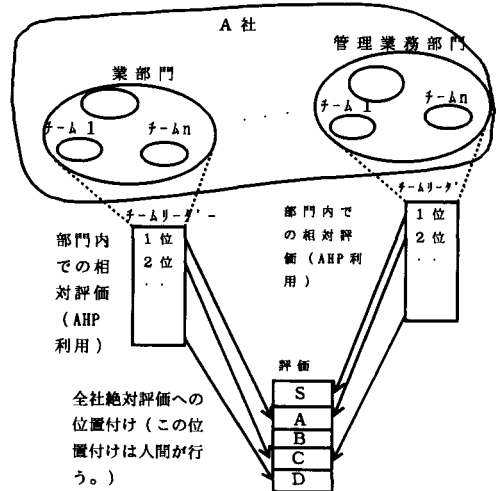 A 社
業部門
管理業務部門
チーム1
チームn
チーム1
チームn
. . .
チームリーダー
チームリーダー
部門内
での相
対評価
(AHP
利用)
1位
2位
. .
部門内で
の相対評
価(AHP利
用)
1位
2位
. .
評価
S
A
B
C
D
全社絶対評価への
位置付け(この位
置付けは人間が行
う。)